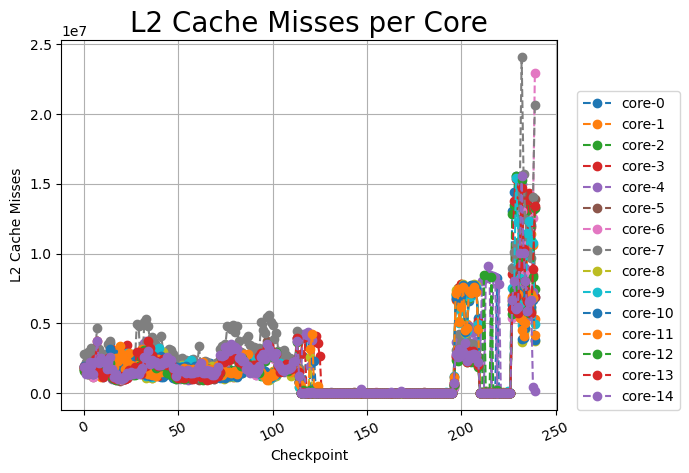 L2 Cache Misses per Core
1e7
2.5
2.0
1.5
1.0
0.5
0.0
L2 Cache Misses
0
50
100
150
200
250
Checkpoint
core-0
core-1
core-2
core-3
core-4
core-5
core-6
core-7
core-8
core-9
core-10
core-11
core-12
core-13
core-14